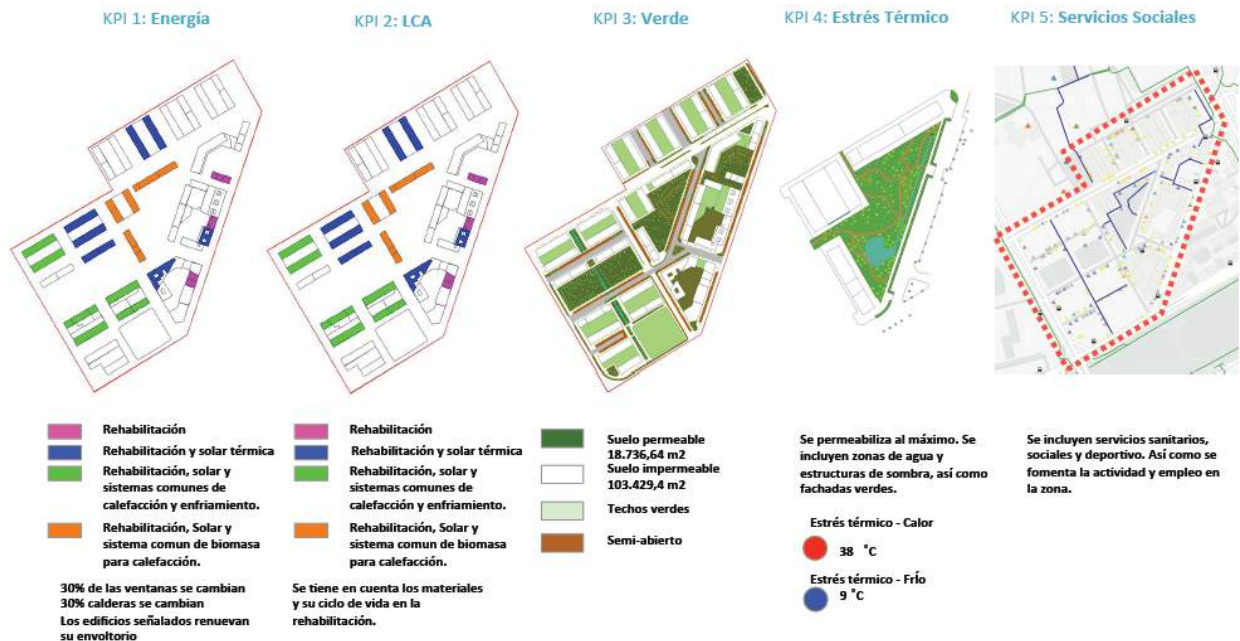 KPI 1: Energía
KPI 2: LCA
KPI 3: Verde
KPI 4: Estrés Térmico
KPI 5: Servicios Sociales
Rehabilitación
Rehabilitación y solar térmica
Rehabilitación, solar y
sistemas comunes de
calefacción y enfriamiento.
Rehabilitación, Solar y
sistema comun de biomasa
para calefacción.
30% de las ventanas se cambian
30% calderas se cambian
Los edificios señalados renuevan
su envoltorio
Rehabilitación
Rehabilitación y solar térmica
Rehabilitación, solar y
sistemas comunes de
calefacción y enfriamiento.
Rehabilitación, Solar y
sistema comun de biomasa
para calefacción.
Se tiene en cuenta los materiales
y su ciclo de vida en la
rehabilitación.
Suelo permeable
18.736,64 m2
Suelo impermeable
103.429,4 m2
Techos verdes
Semi-abierto
Se permeabiliza al máximo. Se
incluyen zonas de agua y
estructuras de sombra, así como
fachadas verdes.
Estrés térmico - Calor
38 °C
Estrés térmico - Frío
9 °C
Se incluyen servicios sanitarios,
sociales y deportivo. Así como se
fomenta la actividad y empleo en
la zona.